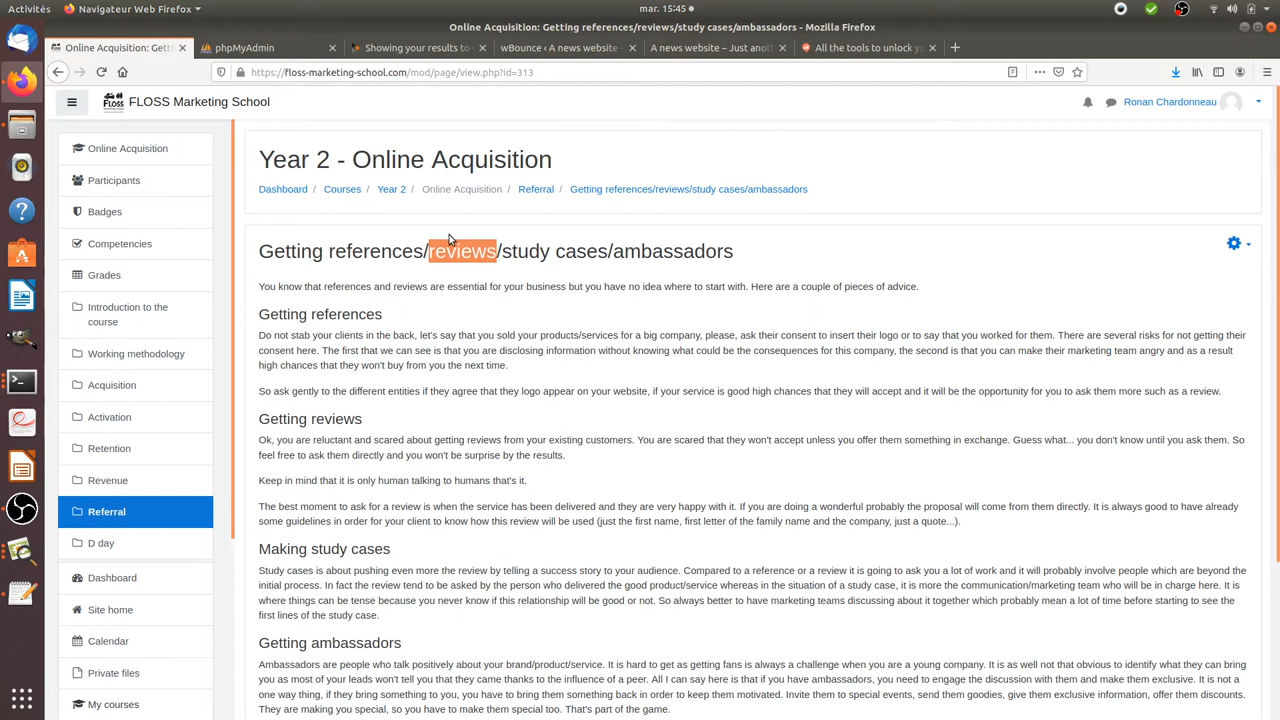 Activités
Navigateur Web Firefox
mar. 15:45
Online Acquisition: Getting references/reviews/study cases/ambassadors - Mozilla Firefox
Online Acquisition: Gett
phpMyAdmin
Showing your results to
wBounce ‹ A news website –
A news website – Just anot
All the tools to unlock yo
https://floss-marketing-school.com/mod/page/view.php?id=313
Floss
FLOSS Marketing School
Ronan Chardonneau
Online Acquisition
Participants
Badges
Competencies
Grades
Introduction to the
course
Working methodology
Acquisition
Activation
Retention
Revenue
Referral
D day
Dashboard
Site home
Calendar
Private files
My courses
Year 2 - Online Acquisition
Dashboard / Courses / Year 2 / Online Acquisition / Referral / Getting references/reviews/study cases/ambassadors
Getting references/reviews/study cases/ambassadors
You know that references and reviews are essential for your business but you have no idea where to start with. Here are a couple of pieces of advice.
Getting references
Do not stab your clients in the back, let's say that you sold your products/services for a big company, please, ask their consent to insert their logo or to say that you worked for them. There are several risks for not getting their
consent here. The first that we can see is that you are disclosing information without knowing what could be the consequences for this company, the second is that you can make their marketing team angry and as a result
high chances that they won't buy from you the next time.
So ask gently to the different entities if they agree that they logo appear on your website, if your service is good high chances that they will accept and it will be the opportunity for you to ask them more such as a review.
Getting reviews
Ok, you are reluctant and scared about getting reviews from your existing customers. You are scared that they won't accept unless you offer them something in exchange. Guess what... you don't know until you ask them. So
feel free to ask them directly and you won't be surprise by the results.
Keep in mind that it is only human talking to humans that's it.
The best moment to ask for a review is when the service has been delivered and they are very happy with it. If you are doing a wonderful probably the proposal will come from them directly. It is always good to have already
some guidelines in order for your client to know how this review will be used (just the first name, first letter of the family name and the company, just a quote...).
Making study cases
Study cases is about pushing even more the review by telling a success story to your audience. Compared to a reference or a review it is going to ask you a lot of work and it will probably involve people which are beyond the
initial process. In fact the review tend to be asked by the person who delivered the good product/service whereas in the situation of a study case, it is more the communication/marketing team who will be in charge here. It is
where things can be tense because you never know if this relationship will be good or not. So always better to have marketing teams discussing about it together which probably mean a lot of time before starting to see the
first lines of the study case.
Getting ambassadors
Ambassadors are people who talk positively about your brand/product/service. It is hard to get as getting fans is always a challenge when you are a young company. It is as well not that obvious to identify what they can bring
you as most of your leads won't tell you that they came thanks to the influence of a peer. All I can say here is that if you have ambassadors, you need to engage the discussion with them and make them exclusive. It is not a
one way thing, if they bring something to you, you have to bring them something back in order to keep them motivated. Invite them to special events, send them goodies, give them exclusive information, offer them discounts.
They are making you special, so you have to make them special too. That's part of the game.